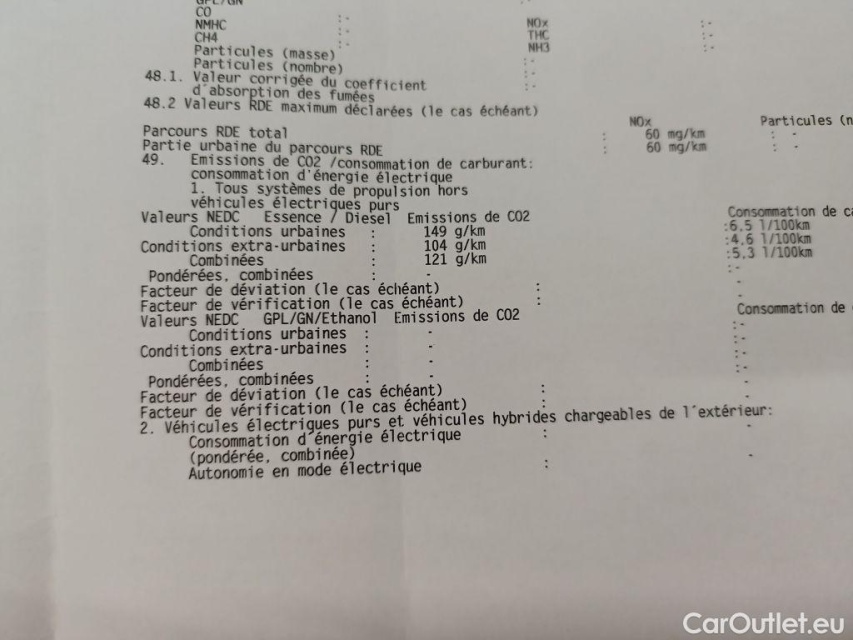 GPL/GN
CO :-
NMHC :- NOx :-
CH4 :- THC :-
Particules (masse) NH3 :-
Particules (nombre) :-
48.1. Valeur corrigée du coefficient :-
d'absorption des fumées :-
48.2 Valeurs RDE maximum déclarées (le cas échéant)
NOx Particules (n
Parcours RDE total : 60 mg/km : -
Partie urbaine du parcours RDE : 60 mg/km : -
49. Emissions de CO2 /consommation de carburant:
consommation d'énergie électrique
1. Tous systèmes de propulsion hors
véhicules électriques purs
Valeurs NEDC Essence / Diesel Emissions de CO2 Consommation de ca
Conditions urbaines : 149 g/km :6,5 l/100km
Conditions extra-urbaines : 104 g/km :4,6 l/100km
Combinées : 121 g/km :5,3 l/100km
Pondérées, combinées : - :-
Facteur de déviation (le cas échéant) : -
Facteur de vérification (le cas échéant) : -
Valeurs NEDC GPL/GN/Ethanol Emissions de CO2 Consommation de
Conditions urbaines : - :-
Conditions extra-urbaines : - :-
Combinées : - :-
Pondérées, combinées : - :-
Facteur de déviation (le cas échéant) : -
Facteur de vérification (le cas échéant) : -
2. Véhicules électriques purs et véhicules hybrides chargeables de l'extérieur:
Consommation d'énergie électrique : -
(pondérée, combinée)
Autonomie en mode électrique : -
CarOutlet.eu